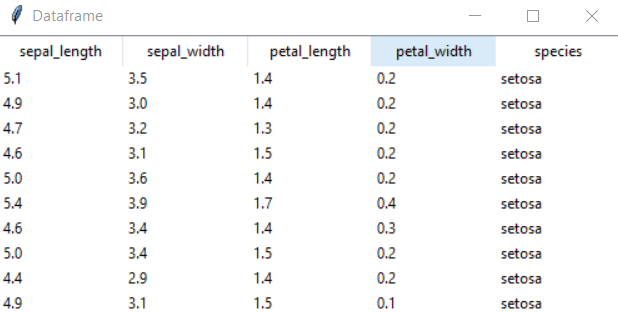 Dataframe
sepal_length sepal_width petal_length petal_width species
5.1 3.5 1.4 0.2 setosa
4.9 3.0 1.4 0.2 setosa
4.7 3.2 1.3 0.2 setosa
4.6 3.1 1.5 0.2 setosa
5.0 3.6 1.4 0.2 setosa
5.4 3.9 1.7 0.4 setosa
4.6 3.4 1.4 0.3 setosa
5.0 3.4 1.5 0.2 setosa
4.4 2.9 1.4 0.2 setosa
4.9 3.1 1.5 0.1 setosa